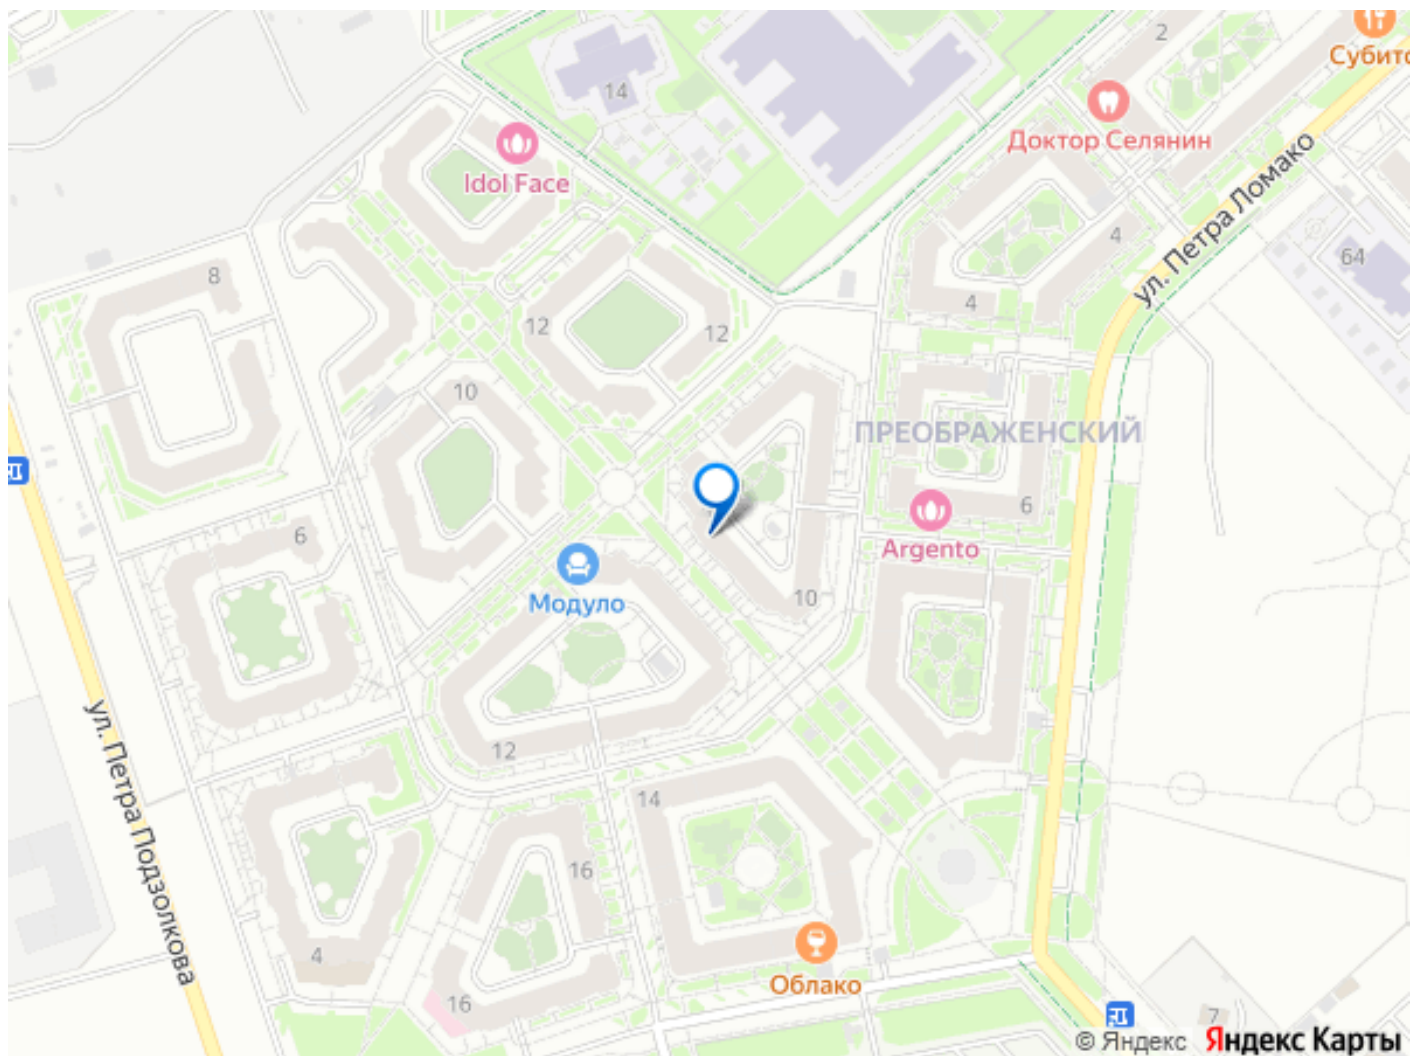 2
Субито
14
Доктор Селянин
Idol Face
ул. Петра Ломако
4
64
8
4
12
12
10
ПРЕОБРАЖЕНСКИЙ
6
6
Argento
Модуло
10
ул. Петра Подзолкова
12
14
16
4
Облако
16
7
© Яндекс Яндекс Карты